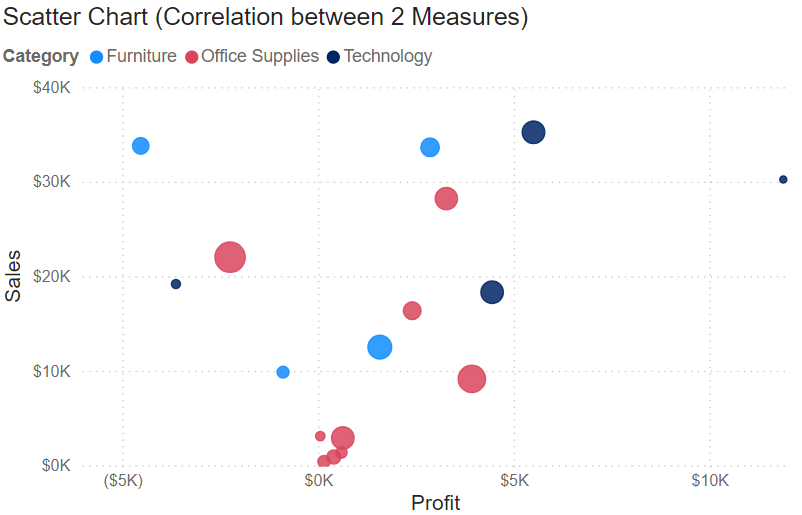 Scatter Chart (Correlation between 2 Measures)
Category Furniture Office Supplies Technology
$40K
$30K
$20K
$10K
$0K
Sales
($5K) $0K $5K $10K
Profit